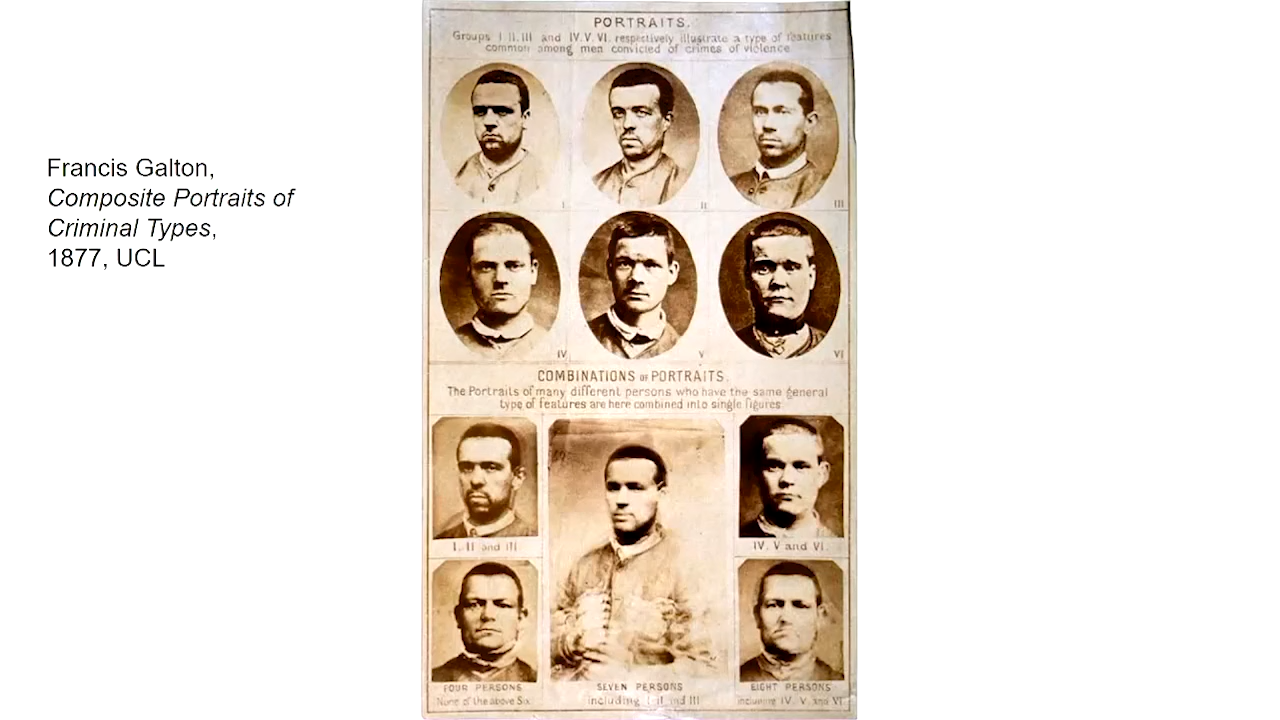 Francis Galton,
Composite Portraits of
Criminal Types,
1877, UCL
PORTRAITS.
Groups I. II. III and IV. V. VI. respectively illustrate a type of features
common among men convicted of crimes of violence
I
II
III
IV
V
VI
COMBINATIONS OF PORTRAITS.
The Portraits of many different persons who have the same general
type of features are here combined into single figures
I. II and III
IV. V and VI.
FOUR PERSONS
None of the above Six.
SEVEN PERSONS
including I. II and III
EIGHT PERSONS
including IV. V. and VI